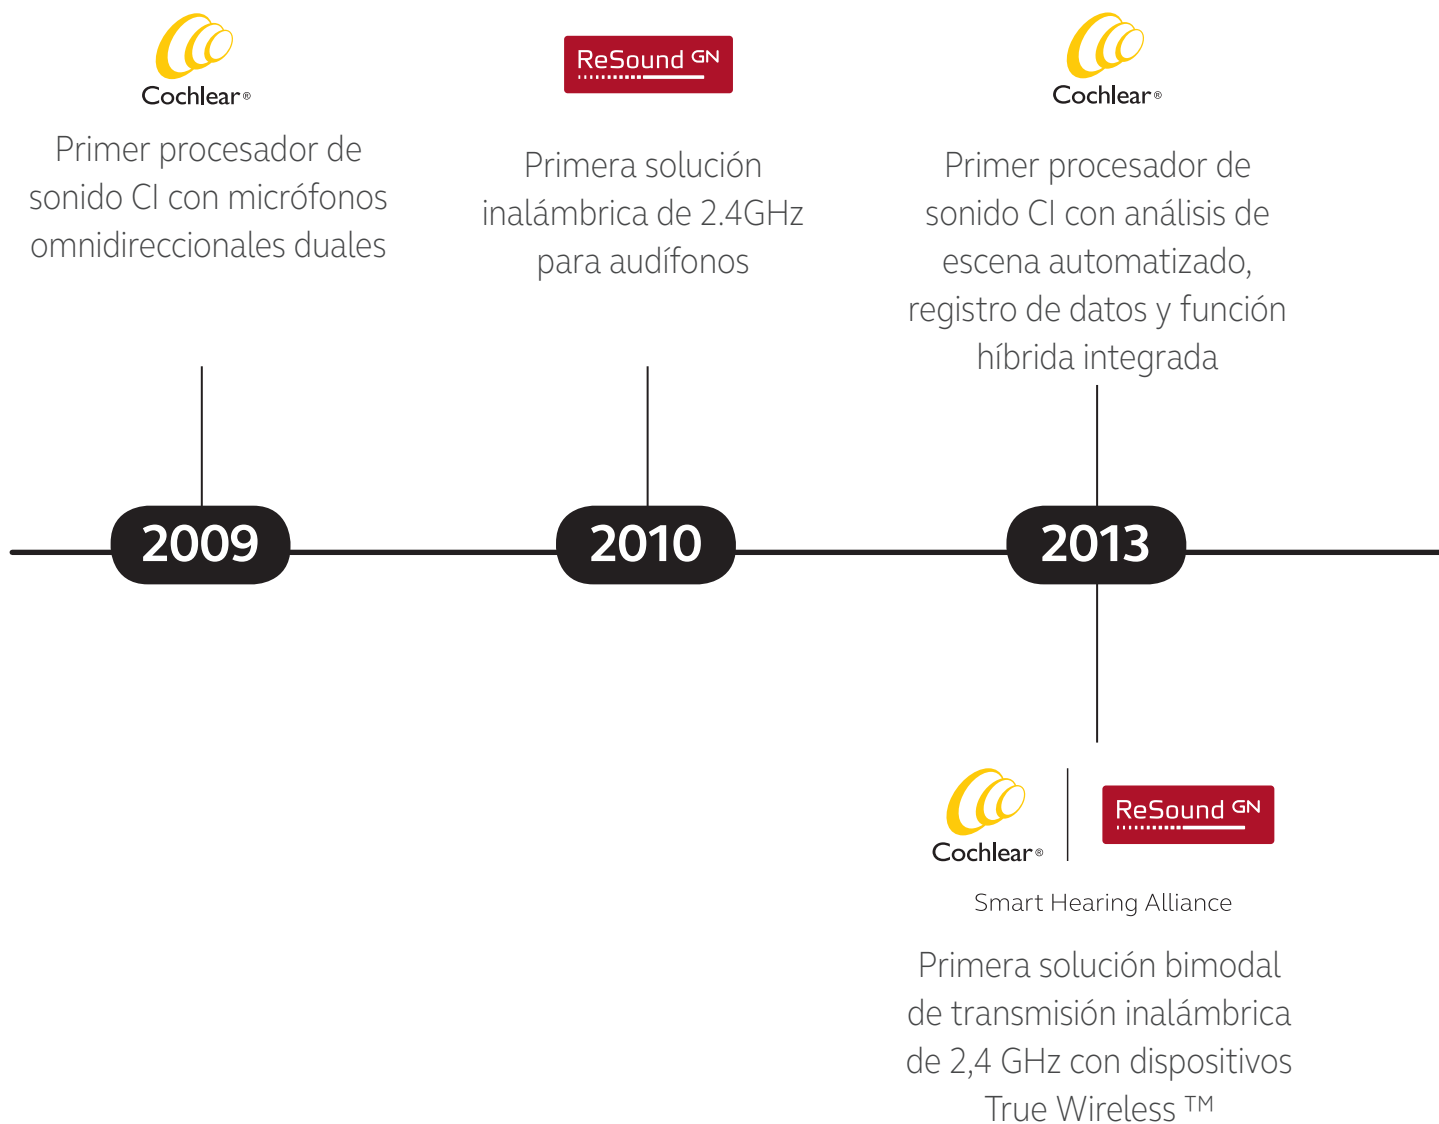 Cochlear®
Primer procesador de
sonido CI con micrófonos
omnidireccionales duales
ReSound GN
Primera solución
inalámbrica de 2.4GHz
para audífonos
Cochlear®
Primer procesador de
sonido CI con análisis de
escena automatizado,
registro de datos y función
híbrida integrada
2009
2010
2013
Cochlear®
ReSound GN
Smart Hearing Alliance
Primera solución bimodal
de transmisión inalámbrica
de 2,4 GHz con dispositivos
True Wireless ™